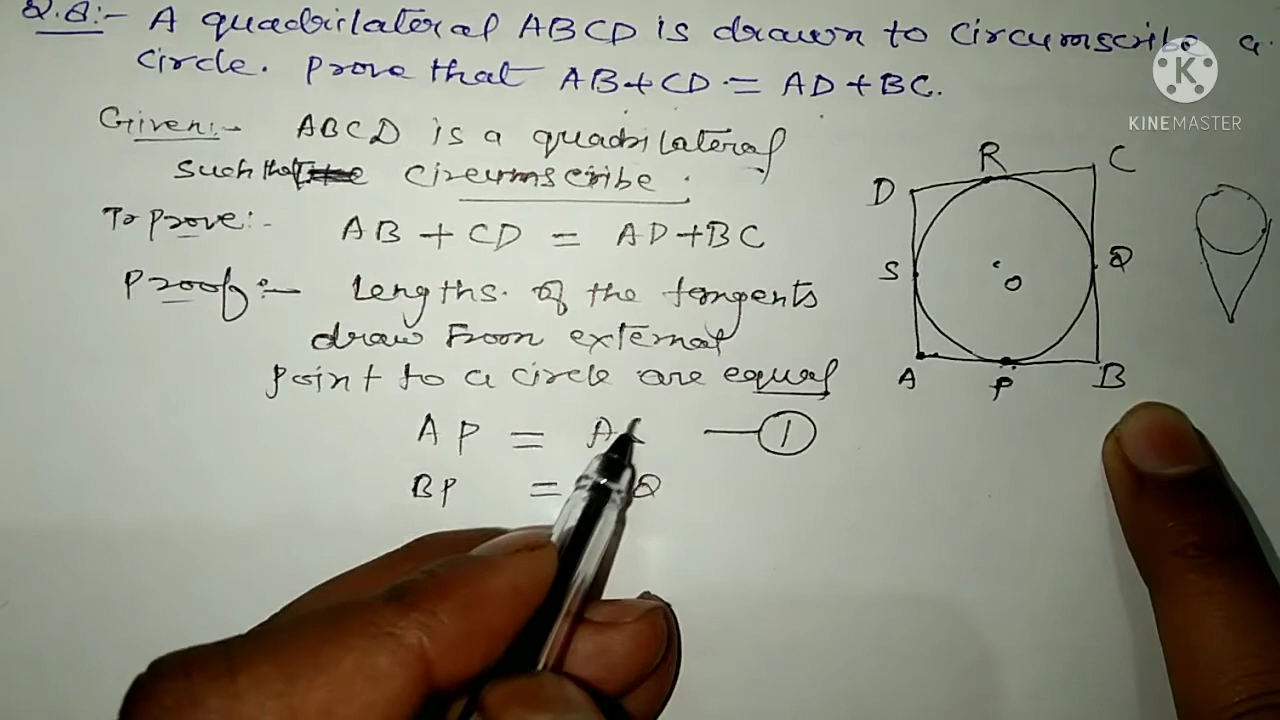 Q.8:- A quadrilateral ABCD is drawn to circumscribe a
circle. Prove that AB+CD = AD+BC.
KINEMASTER
Given:- ABCD is a quadrilateral
such that circumscribe.
To prove:- AB + CD = AD+BC
Proof:- Lengths of the tangents
draw From external
point to a circle are equal
AP = ①
BP = Q
R
C
D
S
Q
O
A
P
B
K